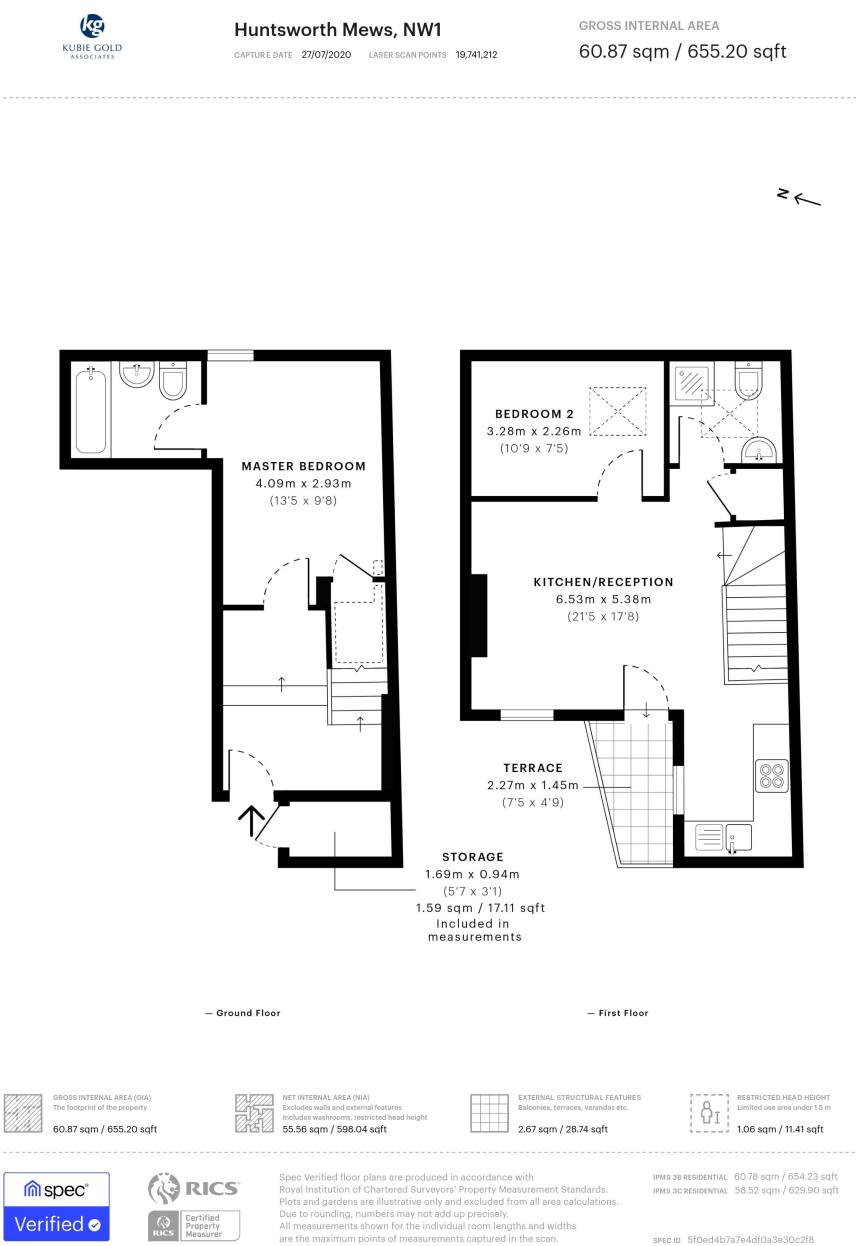 kg
KUBIE GOLD
ASSOCIATES
Huntsworth Mews, NW1
CAPTURE DATE 27/07/2020 LASER SCAN POINTS 19,741,212
GROSS INTERNAL AREA
60.87 sqm / 655.20 sqft
N
MASTER BEDROOM
4.09m x 2.93m
(13'5 x 9'8)
BEDROOM 2
3.28m x 2.26m
(10'9 x 7'5)
KITCHEN/RECEPTION
6.53m x 5.38m
(21'5 x 17'8)
TERRACE
2.27m x 1.45m
(7'5 x 4'9)
STORAGE
1.69m x 0.94m
(5'7 x 3'1)
1.59 sqm / 17.11 sqft
Included in
measurements
— Ground Floor
— First Floor
GROSS INTERNAL AREA (GIA)
The footprint of the property
60.87 sqm / 655.20 sqft
NET INTERNAL AREA (NIA)
Excludes walls and external features
Includes washrooms, restricted head height
55.56 sqm / 598.04 sqft
EXTERNAL STRUCTURAL FEATURES
Balconies, terraces, verandas etc.
2.67 sqm / 28.74 sqft
RESTRICTED HEAD HEIGHT
Limited use area under 1.5 m
1.06 sqm / 11.41 sqft
spec®
Verified
RICS®
RICS
Certified
Property
Measurer
Spec Verified floor plans are produced in accordance with
Royal Institution of Chartered Surveyors' Property Measurement Standards.
Plots and gardens are illustrative only and excluded from all area calculations.
Due to rounding, numbers may not add up precisely.
All measurements shown for the individual room lengths and widths
are the maximum points of measurements captured in the scan.
IPMS 3B RESIDENTIAL 60.78 sqm / 654.23 sqft
IPMS 3C RESIDENTIAL 58.52 sqm / 629.90 sqft
SPEC ID 5f0ed4b7a7e4df0a3e30c2f8